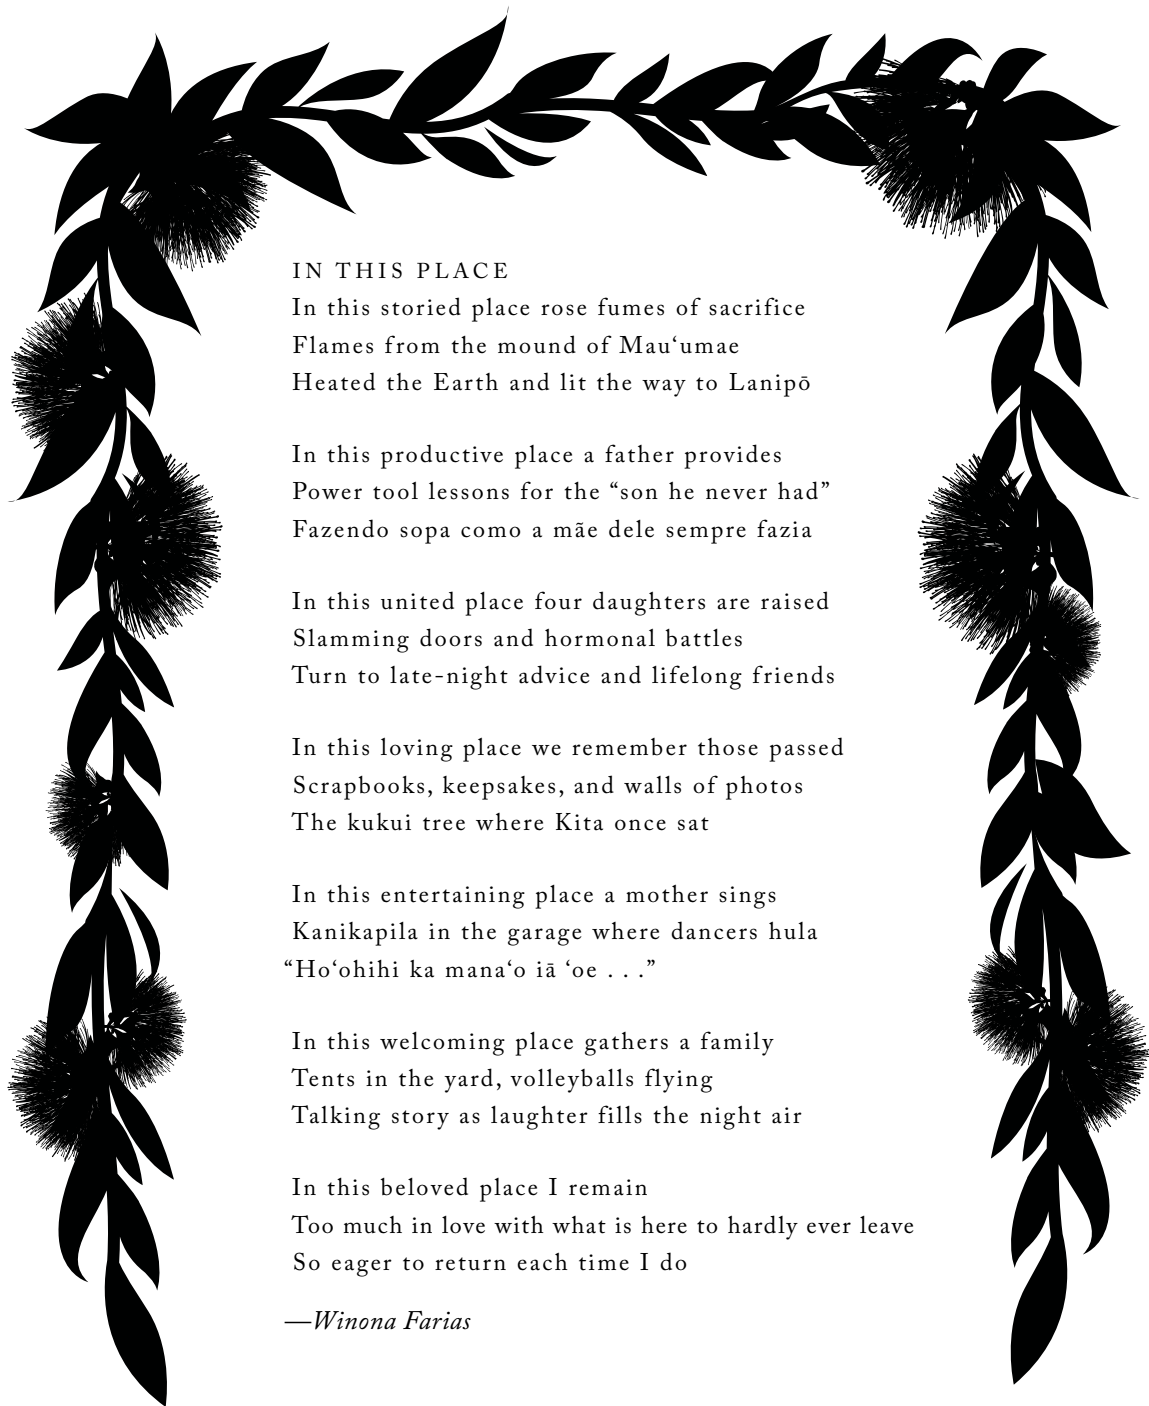 IN THIS PLACE
In this storied place rose fumes of sacrifice
Flames from the mound of Mauʻumae
Heated the Earth and lit the way to Lanipō
In this productive place a father provides
Power tool lessons for the “son he never had”
Fazendo sopa como a mãe dele sempre fazia
In this united place four daughters are raised
Slamming doors and hormonal battles
Turn to late-night advice and lifelong friends
In this loving place we remember those passed
Scrapbooks, keepsakes, and walls of photos
The kukui tree where Kita once sat
In this entertaining place a mother sings
Kanikapila in the garage where dancers hula
“Hoʻohihi ka manaʻo iā ʻoe . . .”
In this welcoming place gathers a family
Tents in the yard, volleyballs flying
Talking story as laughter fills the night air
In this beloved place I remain
Too much in love with what is here to hardly ever leave
So eager to return each time I do
—Winona Farias